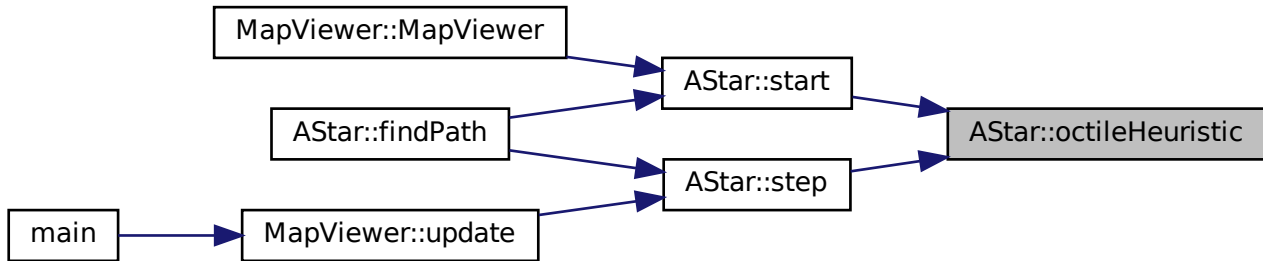 MapViewer::MapViewer
AStar::start
AStar::findPath
AStar::octileHeuristic
AStar::step
main
MapViewer::update